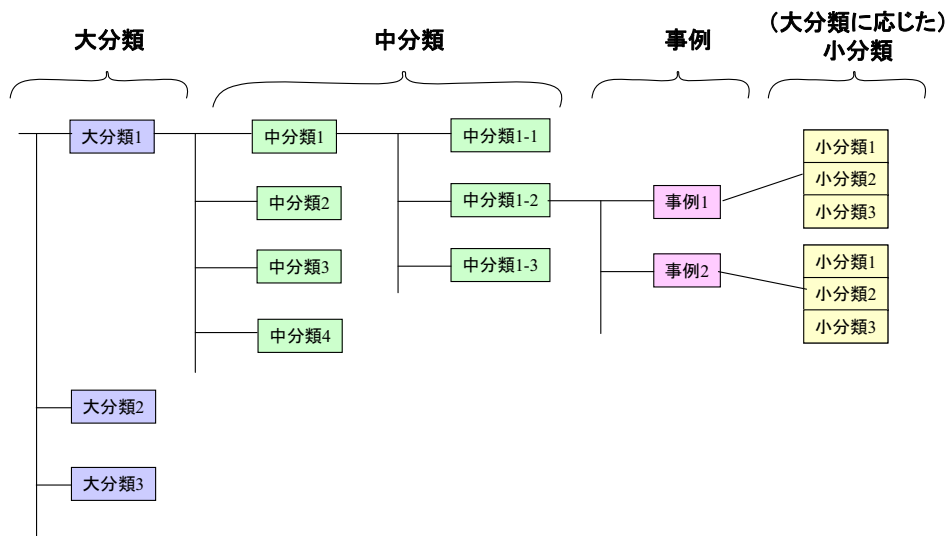 大分類
中分類
事例
（大分類に応じた）
小分類
大分類1
中分類1
中分類1-1
中分類2
中分類1-2
中分類3
中分類1-3
中分類4
事例1
事例2
小分類1
小分類2
小分類3
小分類1
小分類2
小分類3
大分類2
大分類3